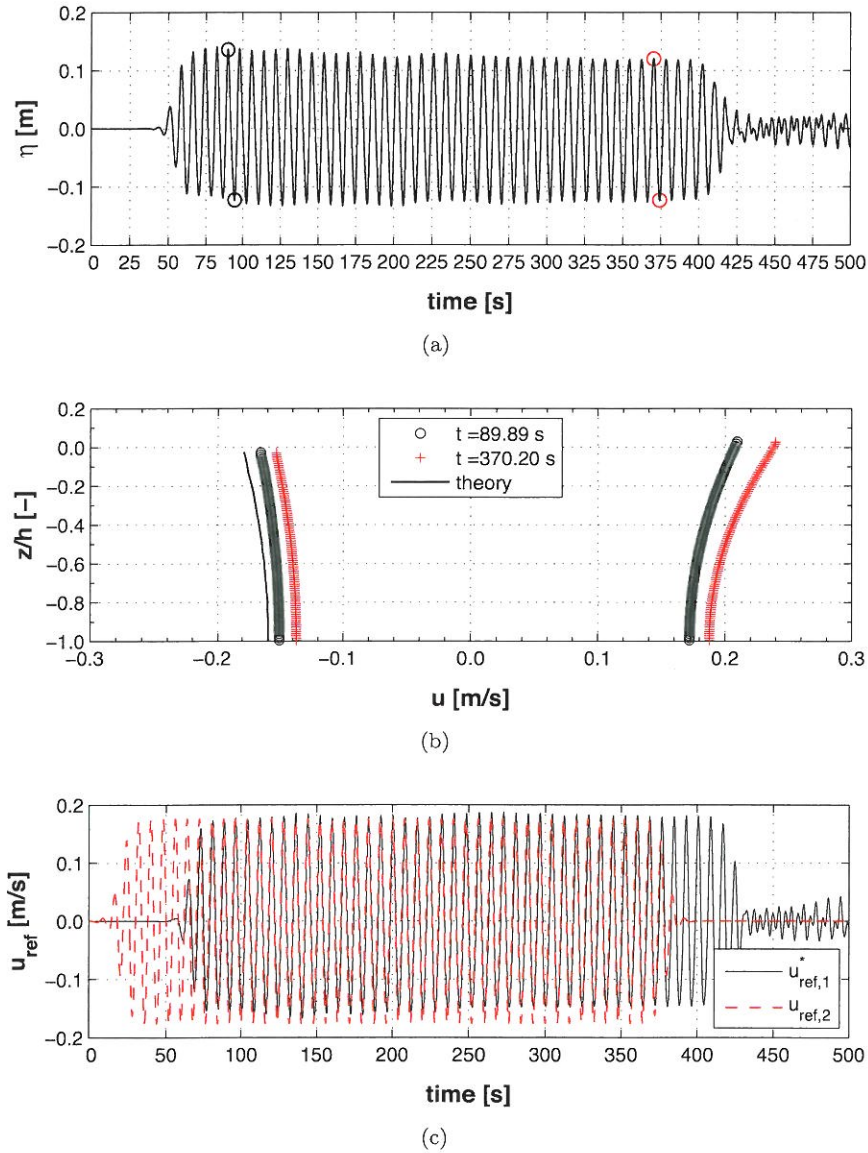 0.2
0.1
0.0
−0.1
−0.2
η [m]
0 25 50 75 100 125 150 175 200 225 250 275 300 325 350 375 400 425 450 475 500
time [s]
(a)
0.2
0.0
−0.2
−0.4
−0.6
−0.8
−1.0
z/h [−]
t =89.89 s
t =370.20 s
theory
−0.3 −0.2 −0.1 0.0 0.1 0.2 0.3
u [m/s]
(b)
0.2
0.1
0.0
−0.1
−0.2
u_ref [m/s]
u*_ref,1
u_ref,2
0 50 100 150 200 250 300 350 400 450 500
time [s]
(c)